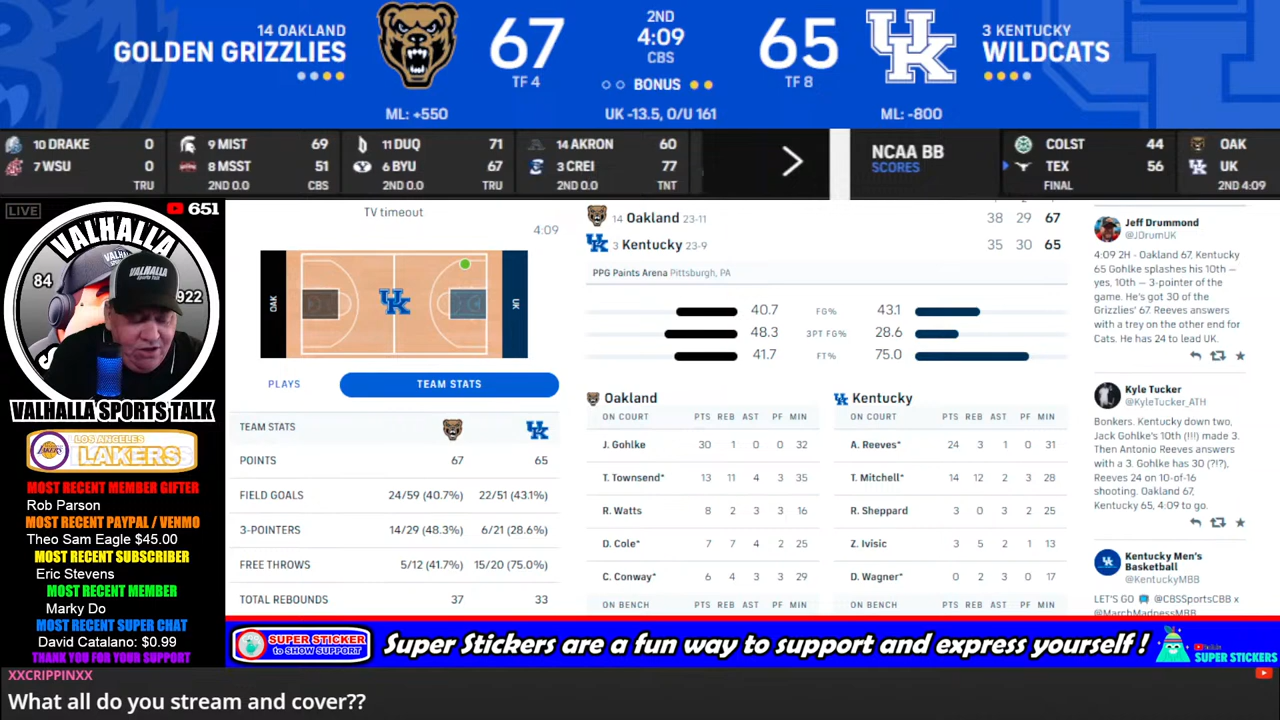 14 OAKLAND
GOLDEN GRIZZLIES
67
TF 4
ML: +550
2ND
4:09
CBS
BONUS
UK -13.5, O/U 161
65
TF 8
ML: -800
3 KENTUCKY
WILDCATS
UK
10 DRAKE 0
7 WSU 0
TRU
9 MIST 69
8 MSST 51
2ND 0.0 CBS
11 DUQ 71
6 BYU 67
2ND 0.0 TRU
14 AKRON 60
3 CREI 77
2ND 0.0 TNT
NCAA BB
SCORES
COLST 44
TEX 56
FINAL
OAK
UK
2ND 4:09
LIVE
651
VALHALLA
84
922
VALHALLA
VALHALLA SPORTS TALK
LOS ANGELES
LAKERS
MOST RECENT MEMBER GIFTER
Rob Parson
MOST RECENT PAYPAL / VENMO
Theo Sam Eagle $45.00
MOST RECENT SUBSCRIBER
Eric Stevens
MOST RECENT MEMBER
Marky Do
MOST RECENT SUPER CHAT
David Catalano: $0.99
THANK YOU FOR YOUR SUPPORT
TV timeout
4:09
OAK
UK
UK
PLAYS
TEAM STATS
TEAM STATS
POINTS 67 65
FIELD GOALS 24/59 (40.7%) 22/51 (43.1%)
3-POINTERS 14/29 (48.3%) 6/21 (28.6%)
FREE THROWS 5/12 (41.7%) 15/20 (75.0%)
TOTAL REBOUNDS 37 33
14 Oakland 23-11 38 29 67
3 Kentucky 23-9 35 30 65
PPG Paints Arena Pittsburgh, PA
40.7 FG% 43.1
48.3 3PT FG% 28.6
41.7 FT% 75.0
Oakland
ON COURT PTS REB AST PF MIN
J. Gohlke 30 1 0 0 32
T. Townsend* 13 11 4 3 35
R. Watts 8 2 3 3 16
D. Cole* 7 7 4 2 25
C. Conway* 6 4 3 3 29
ON BENCH PTS REB AST PF MIN
Kentucky
ON COURT PTS REB AST PF MIN
A. Reeves* 24 3 1 0 31
T. Mitchell* 14 12 2 3 28
R. Sheppard 3 0 3 2 25
Z. Ivisic 3 5 2 1 13
D. Wagner* 0 2 3 0 17
ON BENCH PTS REB AST PF MIN
Jeff Drummond
@JDrumUK
4:09 2H - Oakland 67, Kentucky
65 Gohlke splashes his 10th —
yes, 10th — 3-pointer of the
game. He's got 30 of the
Grizzlies' 67. Reeves answers
with a trey on the other end for
Cats. He has 24 to lead UK.
Kyle Tucker
@KyleTucker_ATH
Bonkers. Kentucky down two,
Jack Gohlke's 10th (!!!) made 3.
Then Antonio Reeves answers
with a 3. Gohlke has 30 (?!?),
Reeves 24 on 10-of-16
shooting. Oakland 67,
Kentucky 65, 4:09 to go.
Kentucky Men's
Basketball
@KentuckyMBB
LET'S GO @CBSSportsCBB x
@MarchMadnessMBB
SUPER STICKER
to SHOW SUPPORT
Super Stickers are a fun way to support and express yourself !
SUPER STICKERS
XXCRIPPINXX
What all do you stream and cover??